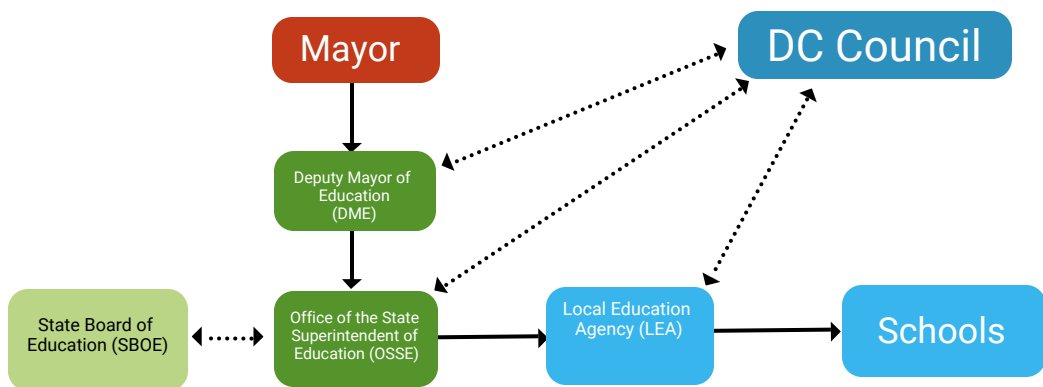 Mayor
DC Council
Deputy Mayor of
Education
(DME)
State Board of
Education (SBOE)
Office of the State
Superintendent of
Education (OSSE)
Local Education
Agency (LEA)
Schools